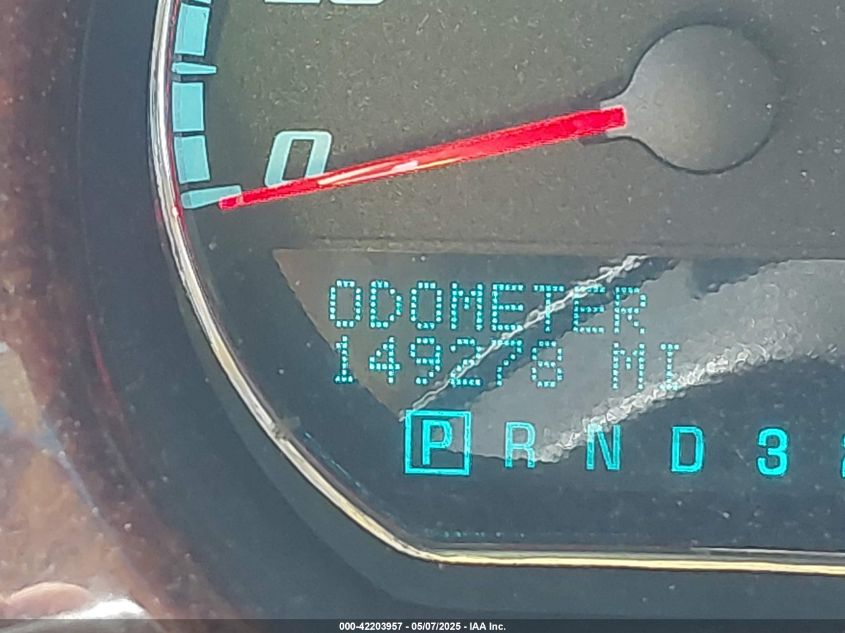 0
ODOMETER
149278 MI
P R N D 3
000-42203957 - 05/07/2025 - IAA Inc.